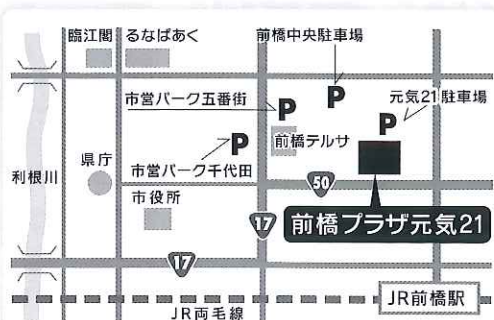 臨江閣 るなぱあく 前橋中央駐車場
市営パーク五番街 P P 元気21駐車場
P 前橋テルサ P
県庁
利根川 市営パーク千代田
50
市役所
17 前橋プラザ元気21
17
JR前橋駅
JR両毛線